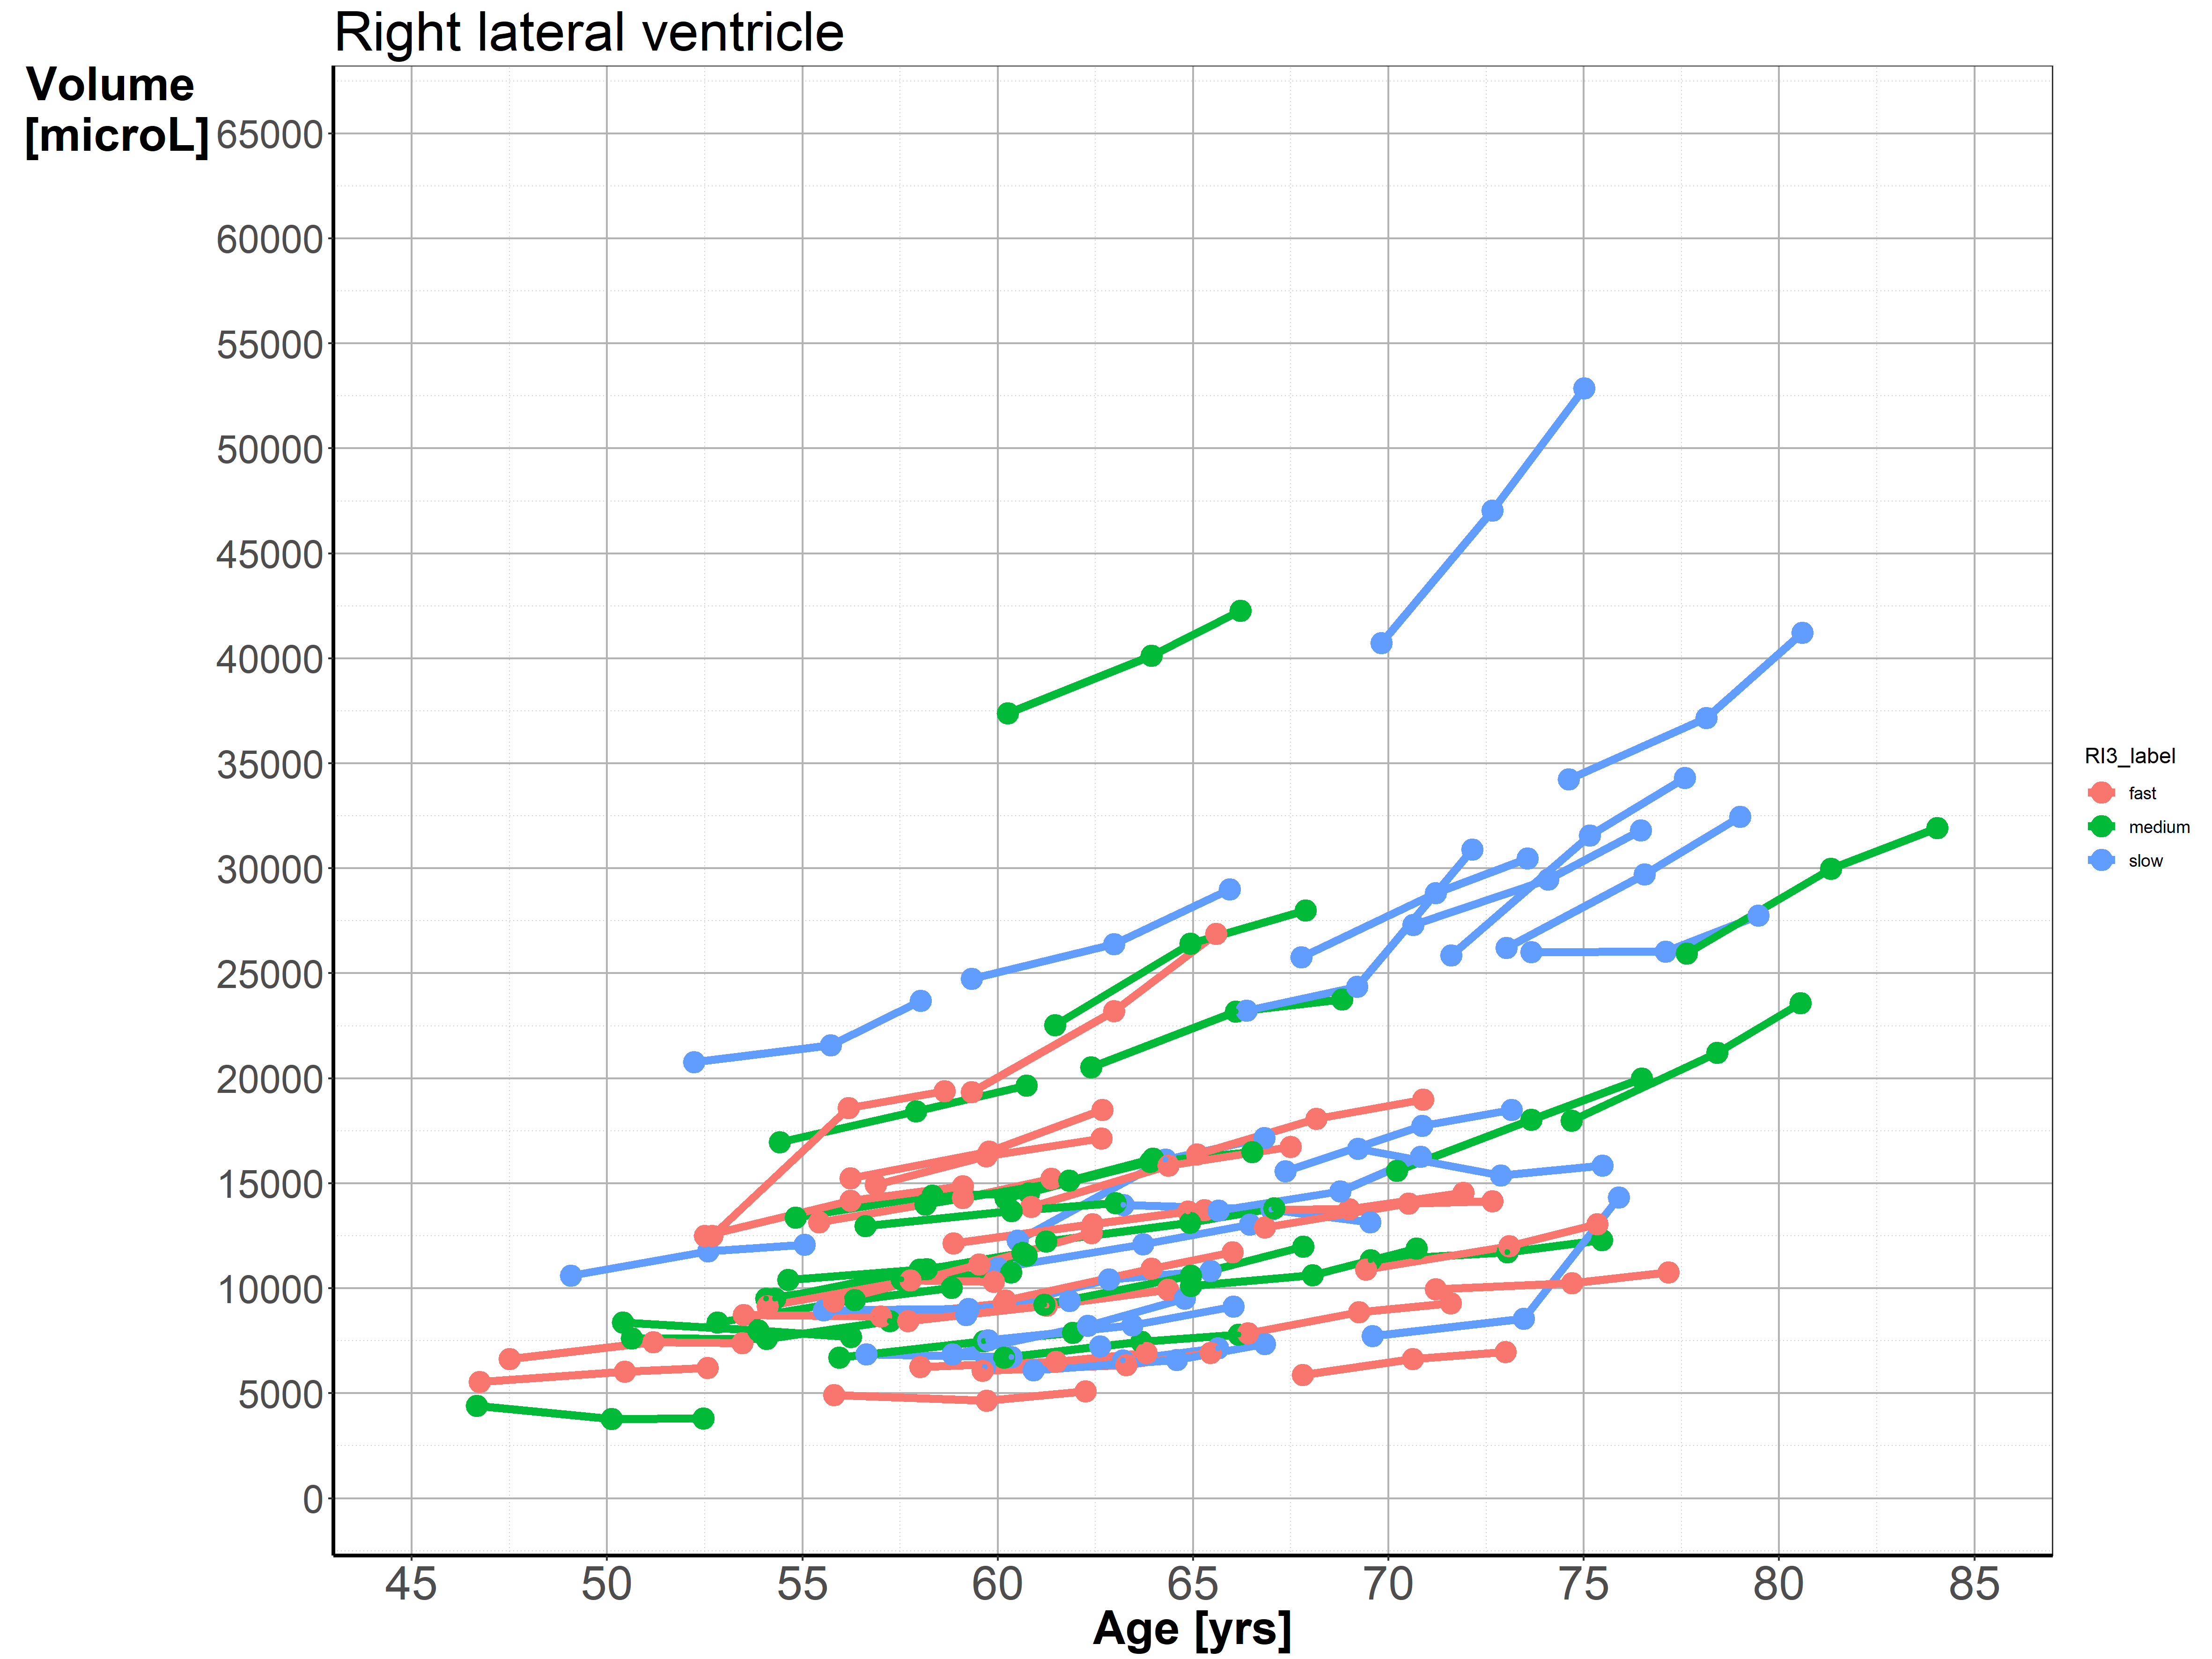 Right lateral ventricle
Volume
[microL]
65000
60000
55000
50000
45000
40000
35000
30000
25000
20000
15000
10000
5000
0
45 50 55 60 65 70 75 80 85
Age [yrs]
RI3_label
fast
medium
slow